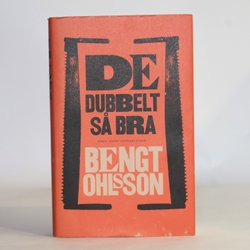 DE
DUBBELT
SÅ BRA
BENGT
OHLSSON